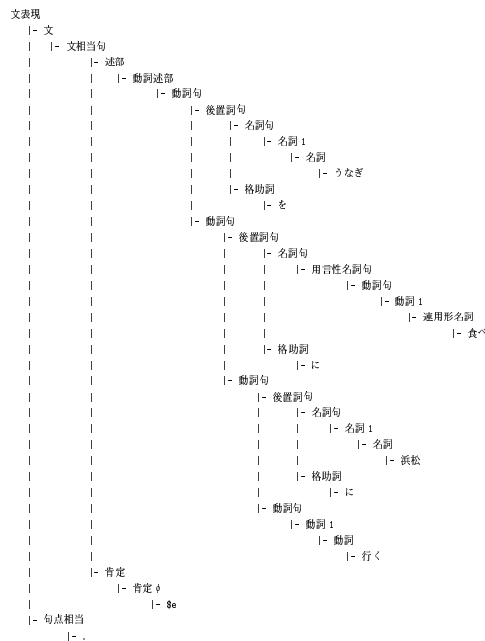 文表現
|- 文
| |- 文相当句
| |- 述部
| | |- 動詞述部
| | |- 動詞句
| | |- 後置詞句
| | | |- 名詞句
| | | | |- 名詞 1
| | | | |- 名詞
| | | | |- うなぎ
| | | |- 格助詞
| | | |- を
| | |- 動詞句
| | |- 後置詞句
| | | |- 名詞句
| | | | |- 用言性名詞句
| | | | |- 動詞句
| | | | |- 動詞 1
| | | | |- 連用形名詞
| | | | |- 食べ
| | | |- 格助詞
| | | |- に
| | |- 動詞句
| | |- 後置詞句
| | | |- 名詞句
| | | | |- 名詞 1
| | | | |- 名詞
| | | | |- 浜松
| | | |- 格助詞
| | | |- に
| | |- 動詞句
| | |- 動詞 1
| | |- 動詞
| | |- 行く
| |- 肯定
| |- 肯定 φ
| |- $e
|- 句点相当
|- .